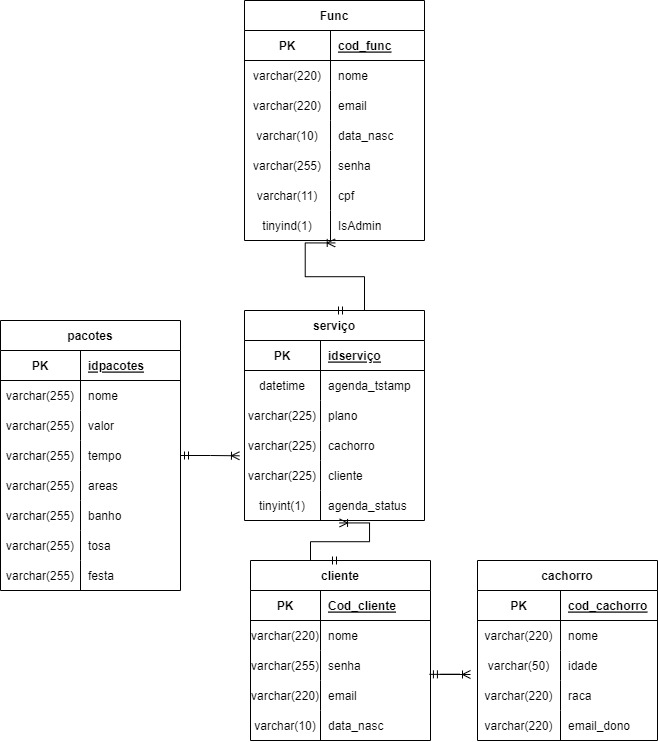 Func
PK cod_func
varchar(220) nome
varchar(220) email
varchar(10) data_nasc
varchar(255) senha
varchar(11) cpf
tinyind(1) IsAdmin
pacotes
PK idpacotes
varchar(255) nome
varchar(255) valor
varchar(255) tempo
varchar(255) areas
varchar(255) banho
varchar(255) tosa
varchar(255) festa
serviço
PK idserviço
datetime agenda_tstamp
varchar(225) plano
varchar(225) cachorro
varchar(225) cliente
tinyint(1) agenda_status
cliente
PK Cod_cliente
varchar(220) nome
varchar(255) senha
varchar(220) email
varchar(10) data_nasc
cachorro
PK cod_cachorro
varchar(220) nome
varchar(50) idade
varchar(220) raca
varchar(220) email_dono